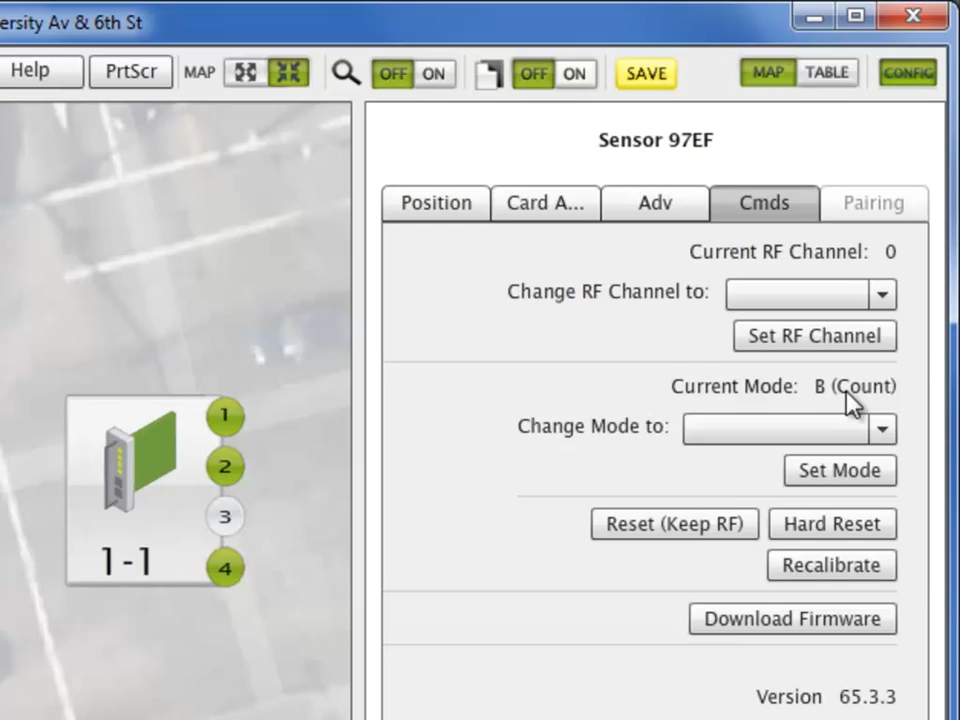 ersity Av & 6th St
Help PrtScr MAP OFF ON OFF ON SAVE MAP TABLE CONFIG
Sensor 97EF
Position Card A... Adv Cmds Pairing
Current RF Channel: 0
Change RF Channel to:
Set RF Channel
Current Mode: B (Count)
Change Mode to:
Set Mode
Reset (Keep RF) Hard Reset
Recalibrate
Download Firmware
Version 65.3.3
1
2
3
4
1-1